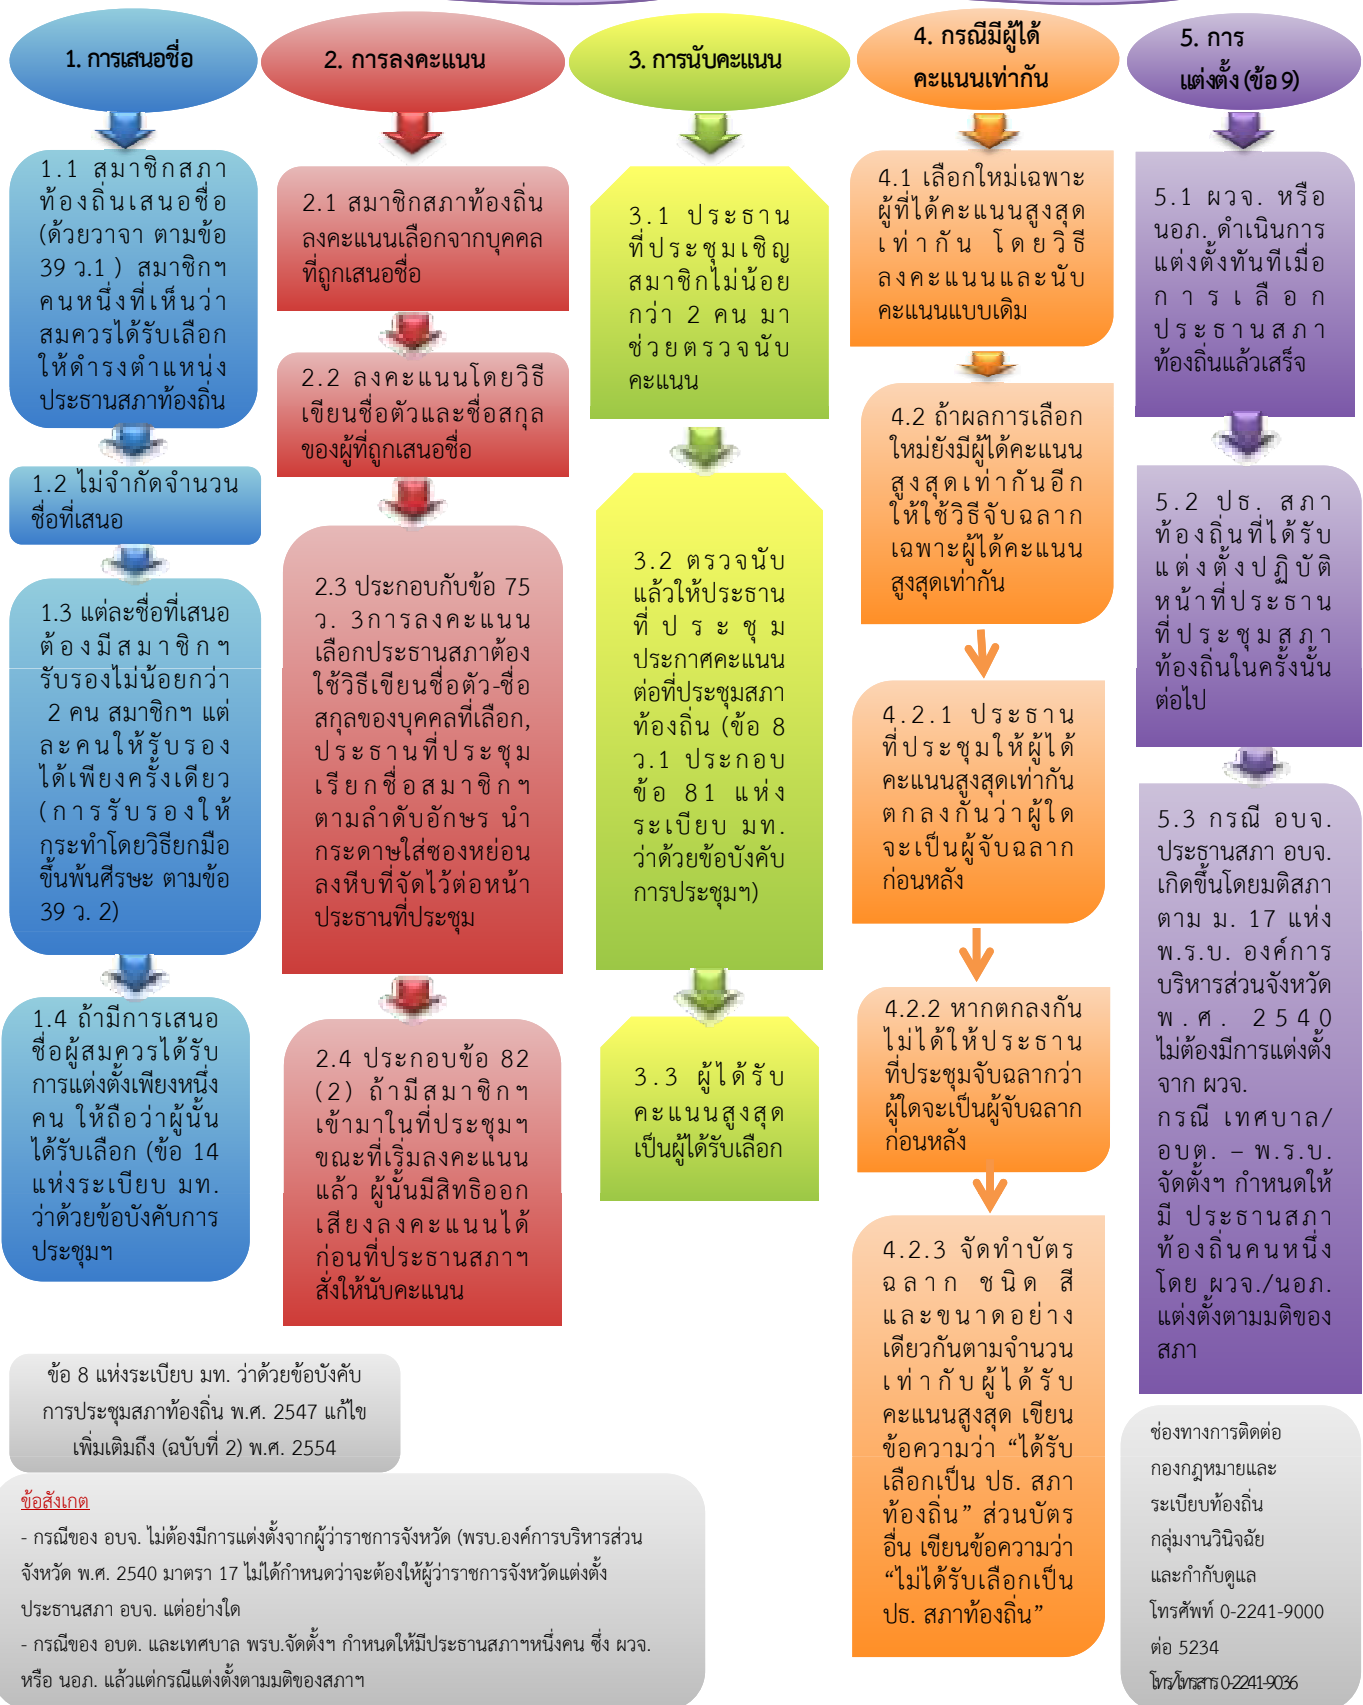 1. การเสนอชื่อ
1.1 สมาชิกสภา
ท้องถิ่นเสนอชื่อ
(ด้วยวาจา ตามข้อ
39 ว.1 ) สมาชิกฯ
คนหนึ่งที่เห็นว่า
สมควรได้รับเลือก
ให้ดำรงตำแหน่ง
ประธานสภาท้องถิ่น
1.2 ไม่จำกัดจำนวน
ชื่อที่เสนอ
1.3 แต่ละชื่อที่เสนอ
ต้องมีสมาชิกฯ
รับรองไม่น้อยกว่า
2 คน สมาชิกฯ แต่
ละคนให้รับรอง
ได้เพียงครั้งเดียว
(การรับรองให้
กระทำโดยวิธียกมือ
ขึ้นพ้นศีรษะ ตามข้อ
39 ว. 2)
1.4 ถ้ามีการเสนอ
ชื่อผู้สมควรได้รับ
การแต่งตั้งเพียงหนึ่ง
คน ให้ถือว่าผู้นั้น
ได้รับเลือก (ข้อ 14
แห่งระเบียบ มท.
ว่าด้วยข้อบังคับการ
ประชุมฯ
2. การลงคะแนน
2.1 สมาชิกสภาท้องถิ่น
ลงคะแนนเลือกจากบุคคล
ที่ถูกเสนอชื่อ
2.2 ลงคะแนนโดยวิธี
เขียนชื่อตัวและชื่อสกุล
ของผู้ที่ถูกเสนอชื่อ
2.3 ประกอบกับข้อ 75
ว. 3การลงคะแนน
เลือกประธานสภาต้อง
ใช้วิธีเขียนชื่อตัว-ชื่อ
สกุลของบุคคลที่เลือก,
ประธานที่ประชุม
เรียกชื่อสมาชิกฯ
ตามลำดับอักษร นำ
กระดาษใส่ซองหย่อน
ลงหีบที่จัดไว้ต่อหน้า
ประธานที่ประชุม
2.4 ประกอบข้อ 82
(2) ถ้ามีสมาชิกฯ
เข้ามาในที่ประชุมฯ
ขณะที่เริ่มลงคะแนน
แล้ว ผู้นั้นมีสิทธิออก
เสียงลงคะแนนได้
ก่อนที่ประธานสภาฯ
สั่งให้นับคะแนน
3. การนับคะแนน
3.1 ประธาน
ที่ประชุมเชิญ
สมาชิกไม่น้อย
กว่า 2 คน มา
ช่วยตรวจนับ
คะแนน
3.2 ตรวจนับ
แล้วให้ประธาน
ที่ประชุม
ประกาศคะแนน
ต่อที่ประชุมสภา
ท้องถิ่น (ข้อ 8
ว.1 ประกอบ
ข้อ 81 แห่ง
ระเบียบ มท.
ว่าด้วยข้อบังคับ
การประชุมฯ)
3.3 ผู้ได้รับ
คะแนนสูงสุด
เป็นผู้ได้รับเลือก
4. กรณีมีผู้ได้
คะแนนเท่ากัน
4.1 เลือกใหม่เฉพาะ
ผู้ที่ได้คะแนนสูงสุด
เท่ากัน โดยวิธี
ลงคะแนนและนับ
คะแนนแบบเดิม
4.2 ถ้าผลการเลือก
ใหม่ยังมีผู้ได้คะแนน
สูงสุดเท่ากันอีก
ให้ใช้วิธีจับฉลาก
เฉพาะผู้ได้คะแนน
สูงสุดเท่ากัน
4.2.1 ประธาน
ที่ประชุมให้ผู้ได้
คะแนนสูงสุดเท่ากัน
ตกลงกันว่าผู้ใด
จะเป็นผู้จับฉลาก
ก่อนหลัง
4.2.2 หากตกลงกัน
ไม่ได้ให้ประธาน
ที่ประชุมจับฉลากว่า
ผู้ใดจะเป็นผู้จับฉลาก
ก่อนหลัง
4.2.3 จัดทำบัตร
ฉลาก ชนิด สี
และขนาดอย่าง
เดียวกันตามจำนวน
เท่ากับผู้ได้รับ
คะแนนสูงสุด เขียน
ข้อความว่า “ได้รับ
เลือกเป็น ปธ. สภา
ท้องถิ่น” ส่วนบัตร
อื่น เขียนข้อความว่า
“ไม่ได้รับเลือกเป็น
ปธ. สภาท้องถิ่น”
5. การ
แต่งตั้ง (ข้อ 9)
5.1 ผวจ. หรือ
นอภ. ดำเนินการ
แต่งตั้งทันทีเมื่อ
การเลือก
ประธานสภา
ท้องถิ่นแล้วเสร็จ
5.2 ปธ. สภา
ท้องถิ่นที่ได้รับ
แต่งตั้งปฏิบัติ
หน้าที่ประธาน
ที่ประชุมสภา
ท้องถิ่นในครั้งนั้น
ต่อไป
5.3 กรณี อบจ.
ประธานสภา อบจ.
เกิดขึ้นโดยมติสภา
ตาม ม. 17 แห่ง
พ.ร.บ. องค์การ
บริหารส่วนจังหวัด
พ.ศ. 2540
ไม่ต้องมีการแต่งตั้ง
จาก ผวจ.
กรณี เทศบาล/
อบต. – พ.ร.บ.
จัดตั้งฯ กำหนดให้
มี ประธานสภา
ท้องถิ่นคนหนึ่ง
โดย ผวจ./นอภ.
แต่งตั้งตามมติของ
สภา
ข้อ 8 แห่งระเบียบ มท. ว่าด้วยข้อบังคับ
การประชุมสภาท้องถิ่น พ.ศ. 2547 แก้ไข
เพิ่มเติมถึง (ฉบับที่ 2) พ.ศ. 2554
ข้อสังเกต
- กรณีของ อบจ. ไม่ต้องมีการแต่งตั้งจากผู้ว่าราชการจังหวัด (พรบ.องค์การบริหารส่วน
จังหวัด พ.ศ. 2540 มาตรา 17 ไม่ได้กำหนดว่าจะต้องให้ผู้ว่าราชการจังหวัดแต่งตั้ง
ประธานสภา อบจ. แต่อย่างใด
- กรณีของ อบต. และเทศบาล พรบ.จัดตั้งฯ กำหนดให้มีประธานสภาฯหนึ่งคน ซึ่ง ผวจ.
หรือ นอภ. แล้วแต่กรณีแต่งตั้งตามมติของสภาฯ
ช่องทางการติดต่อ
กองกฎหมายและ
ระเบียบท้องถิ่น
กลุ่มงานวินิจฉัย
และกำกับดูแล
โทรศัพท์ 0-2241-9000
ต่อ 5234
โทร/โทรสาร 0-2241-9036